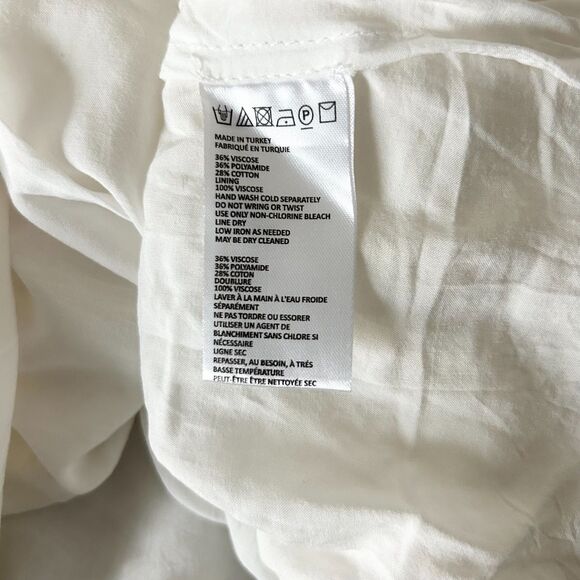 MADE IN TURKEY
FABRIQUÉ EN TURQUIE
36% VISCOSE
36% POLYAMIDE
28% COTTON
LINING
100% VISCOSE
HAND WASH COLD SEPARATELY
DO NOT WRING OR TWIST
USE ONLY NON-CHLORINE BLEACH
LINE DRY
LOW IRON AS NEEDED
MAY BE DRY CLEANED
36% VISCOSE
36% POLYAMIDE
28% COTON
DOUBLURE
100% VISCOSE
LAVER À LA MAIN À L'EAU FROIDE
SÉPARÉMENT
NE PAS TORDRE OU ESSORER
UTILISER UN AGENT DE
BLANCHIMENT SANS CHLORE SI
NÉCESSAIRE
LIGNE SEC
REPASSER, AU BESOIN, À TRÉS
BASSE TEMPÉRATURE
PEUT-ÊTRE ÊTRE NETTOYÉE SEC